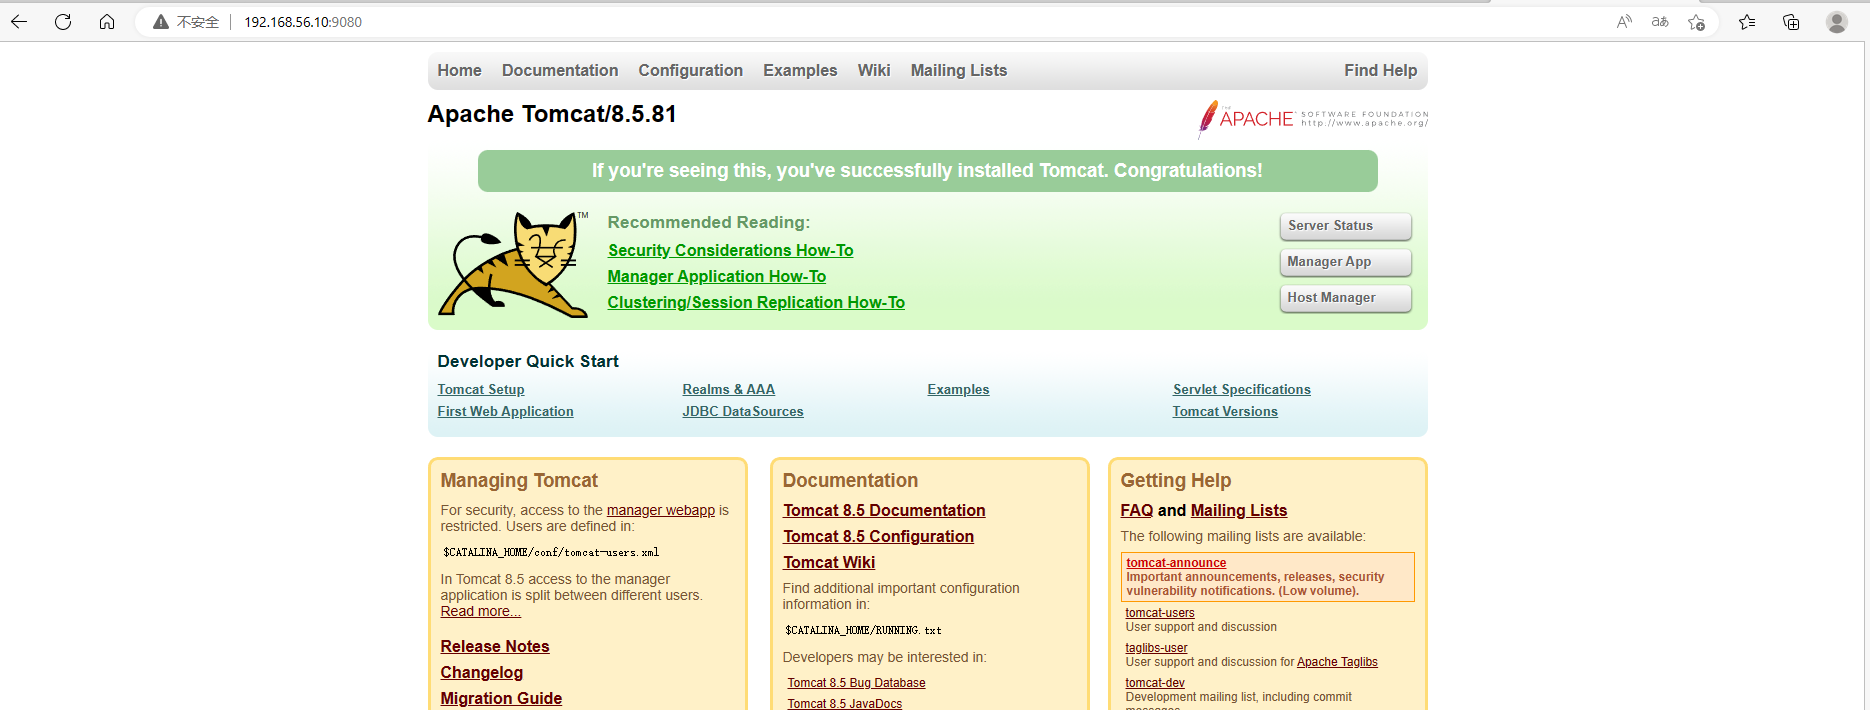 不安全 192.168.56.10:9080
Home Documentation Configuration Examples Wiki Mailing Lists Find Help
Apache Tomcat/8.5.81
THE APACHE SOFTWARE FOUNDATION
http://www.apache.org/
If you're seeing this, you've successfully installed Tomcat. Congratulations!
TM
Recommended Reading:
Security Considerations How-To
Manager Application How-To
Clustering/Session Replication How-To
Server Status
Manager App
Host Manager
Developer Quick Start
Tomcat Setup
First Web Application
Realms & AAA
JDBC DataSources
Examples
Servlet Specifications
Tomcat Versions
Managing Tomcat
For security, access to the manager webapp is
restricted. Users are defined in:
$CATALINA_HOME/conf/tomcat-users.xml
In Tomcat 8.5 access to the manager
application is split between different users.
Read more...
Release Notes
Changelog
Migration Guide
Documentation
Tomcat 8.5 Documentation
Tomcat 8.5 Configuration
Tomcat Wiki
Find additional important configuration
information in:
$CATALINA_HOME/RUNNING.txt
Developers may be interested in:
Tomcat 8.5 Bug Database
Tomcat 8.5 JavaDocs
Getting Help
FAQ and Mailing Lists
The following mailing lists are available:
tomcat-announce
Important announcements, releases, security
vulnerability notifications. (Low volume).
tomcat-users
User support and discussion
taglibs-user
User support and discussion for Apache Taglibs
tomcat-dev
Development mailing list, including commit